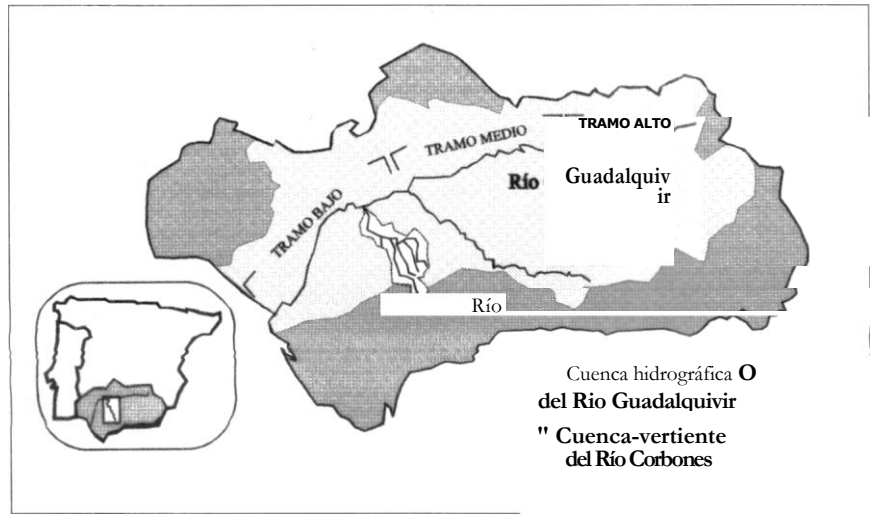 TRAMO ALTO
TRAMO MEDIO
Río
Guadalquiv
ir
TRAMO BAJO
Río
Cuenca hidrográfica O
del Rio Guadalquivir
" Cuenca-vertiente
del Río Corbones